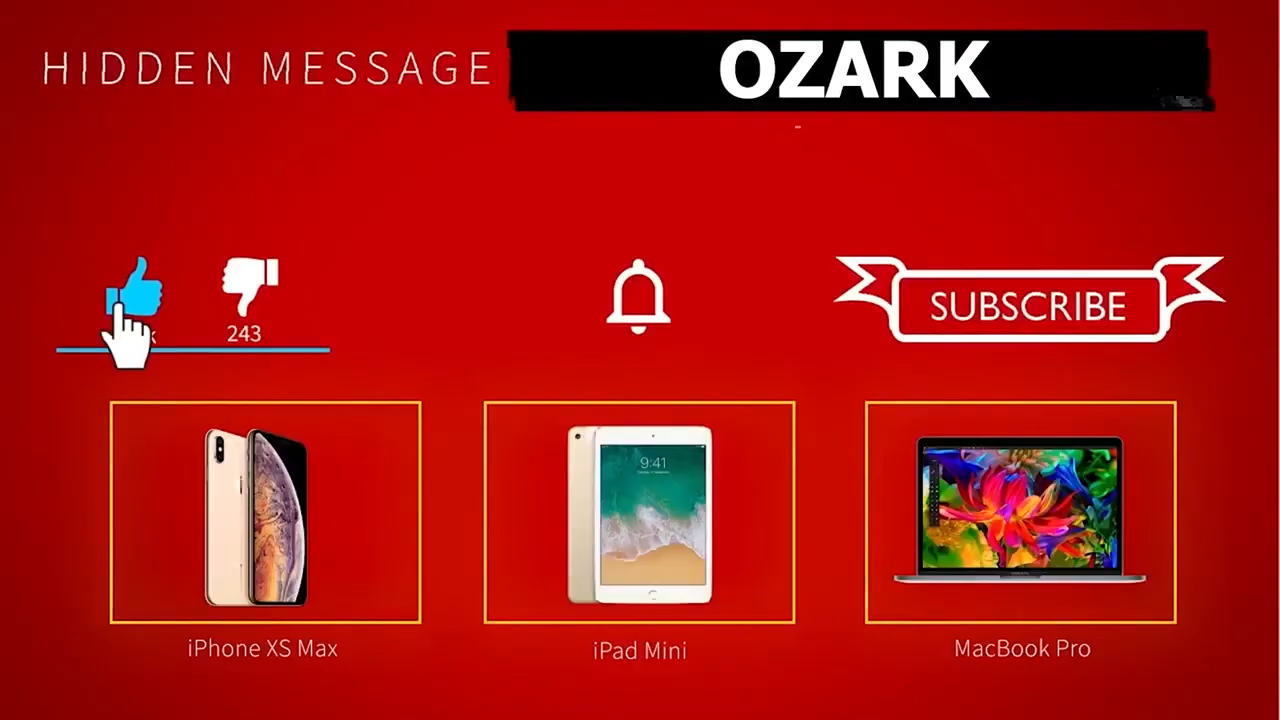 HIDDEN MESSAGE OZARK
243
SUBSCRIBE
9:41
iPhone XS Max
iPad Mini
MacBook Pro